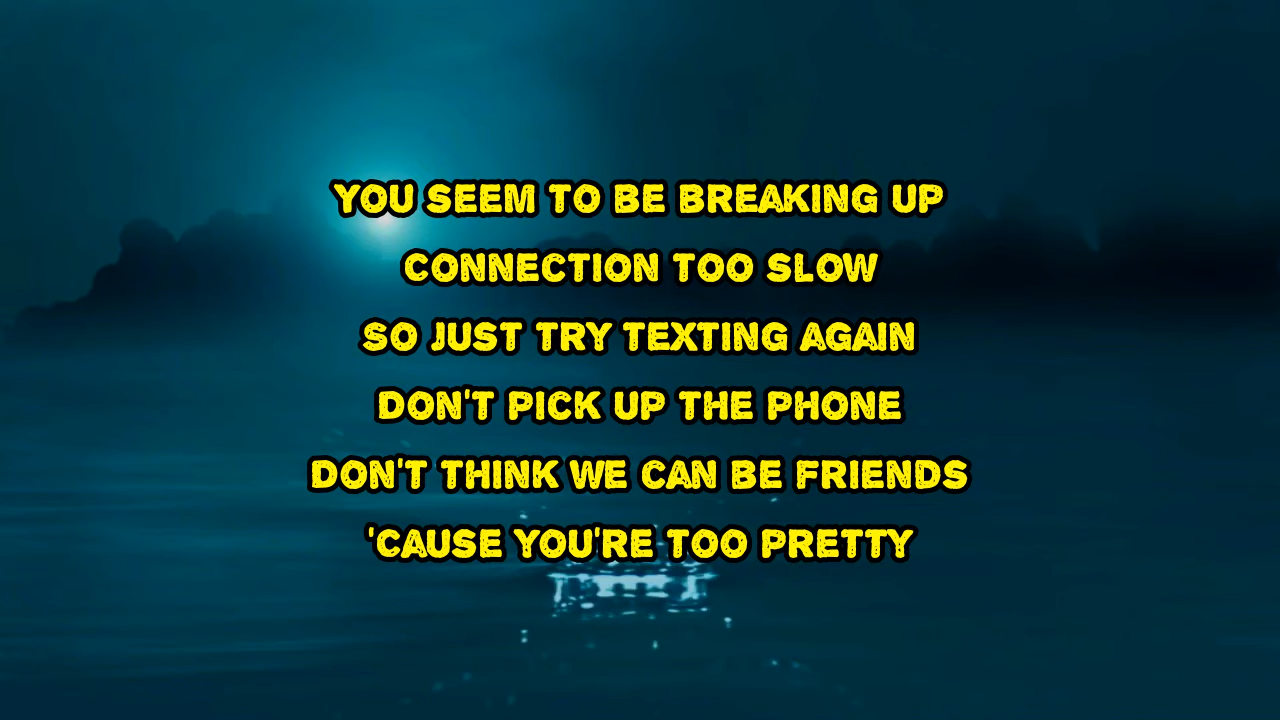 YOU SEEM TO BE BREAKING UP
CONNECTION TOO SLOW
SO JUST TRY TEXTING AGAIN
DON'T PICK UP THE PHONE
DON'T THINK WE CAN BE FRIENDS
'CAUSE YOU'RE TOO PRETTY